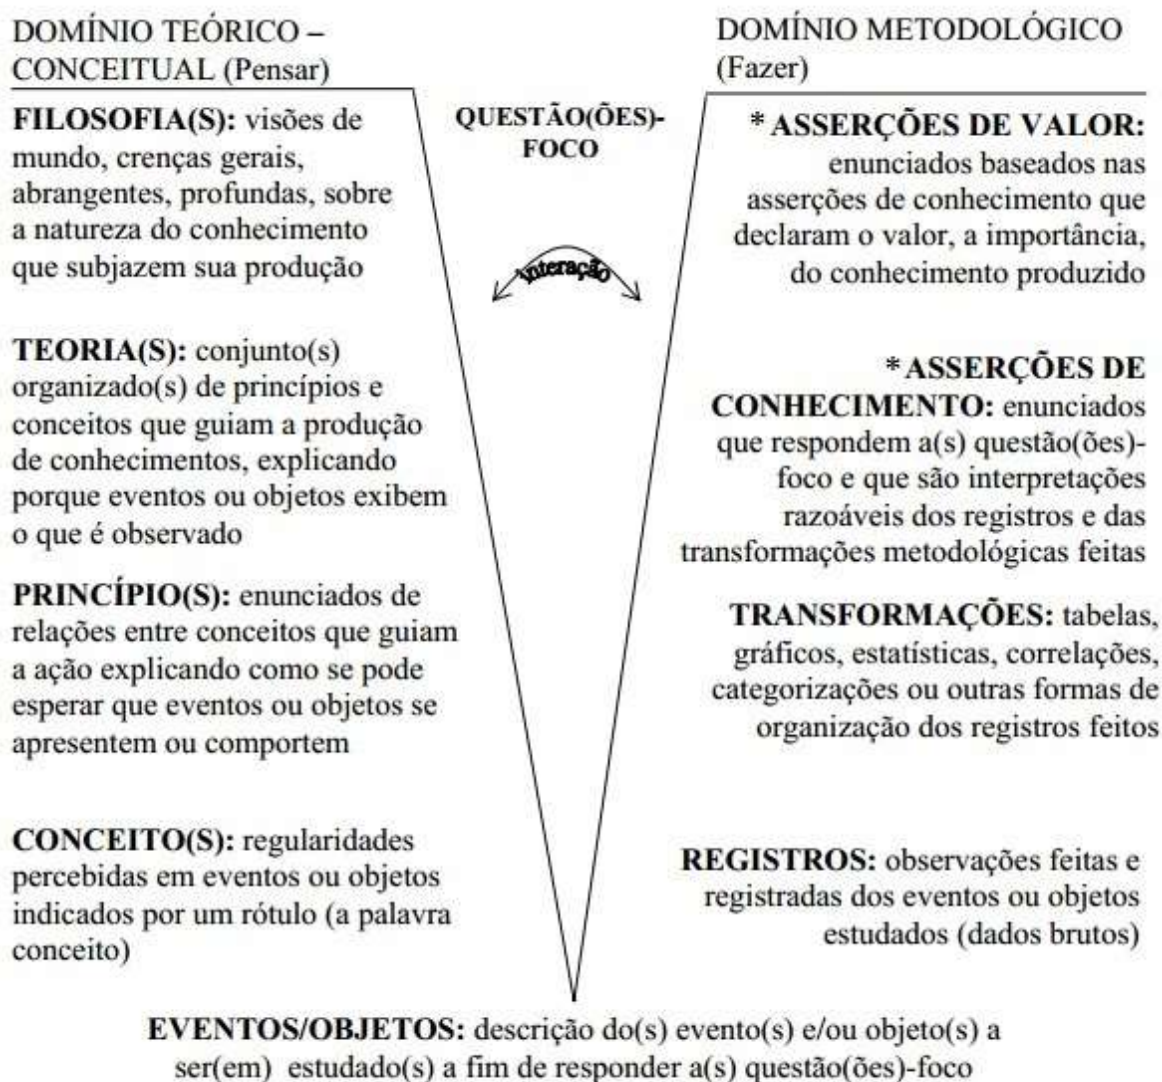 DOMÍNIO TEÓRICO –
CONCEITUAL (Pensar)
FILOSOFIA(S): visões de
mundo, crenças gerais,
abrangentes, profundas, sobre
a natureza do conhecimento
que subjazem sua produção
TEORIA(S): conjunto(s)
organizado(s) de princípios e
conceitos que guiam a produção
de conhecimentos, explicando
porque eventos ou objetos exibem
o que é observado
PRINCÍPIO(S): enunciados de
relações entre conceitos que guiam
a ação explicando como se pode
esperar que eventos ou objetos se
apresentem ou comportem
CONCEITO(S): regularidades
percebidas em eventos ou objetos
indicados por um rótulo (a palavra
conceito)
QUESTÃO(ÕES)-
FOCO
interação
DOMÍNIO METODOLÓGICO
(Fazer)
* ASSERÇÕES DE VALOR:
enunciados baseados nas
asserções de conhecimento que
declaram o valor, a importância,
do conhecimento produzido
* ASSERÇÕES DE
CONHECIMENTO: enunciados
que respondem a(s) questão(ões)-
foco e que são interpretações
razoáveis dos registros e das
transformações metodológicas feitas
TRANSFORMAÇÕES: tabelas,
gráficos, estatísticas, correlações,
categorizações ou outras formas de
organização dos registros feitos
REGISTROS: observações feitas e
registradas dos eventos ou objetos
estudados (dados brutos)
EVENTOS/OBJETOS: descrição do(s) evento(s) e/ou objeto(s) a
ser(em) estudado(s) a fim de responder a(s) questão(ões)-foco